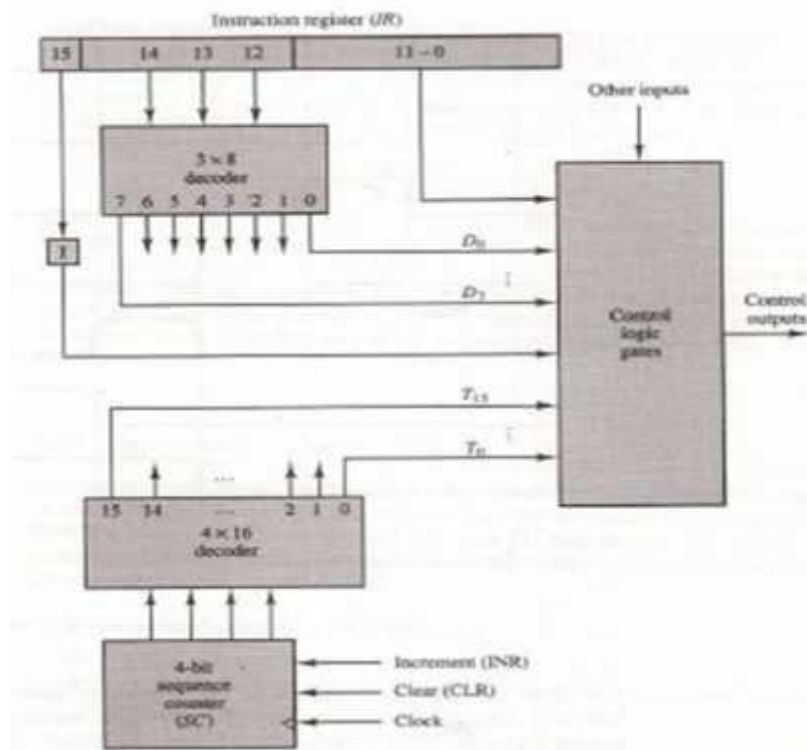 Instruction register (IR)
15 14 13 12 11 – 0
Other inputs
3 × 8
decoder
7 6 5 4 3 2 1 0
I
D0
D7
Control
logic
gates
Control
outputs
T15
T0
15 14 ... 2 1 0
4 × 16
decoder
4-bit
sequence
counter
(SC)
Increment (INR)
Clear (CLR)
Clock